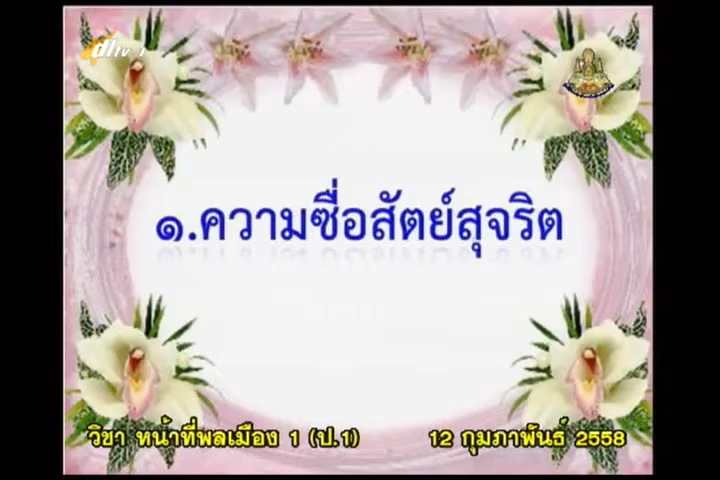 dltv 1
๑.ความซื่อสัตย์สุจริต
วิชา หน้าที่พลเมือง 1 (ป.1) 12 กุมภาพันธ์ 2558